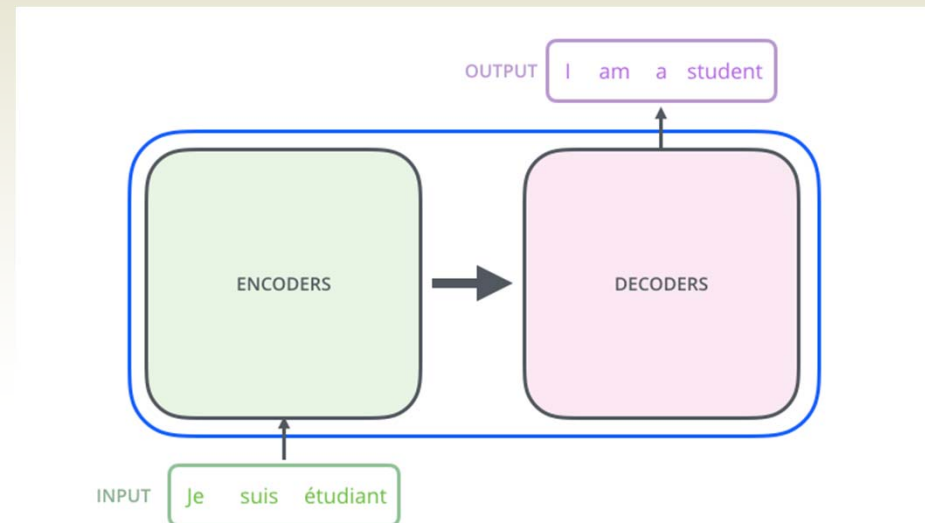 OUTPUT I am a student
ENCODERS
DECODERS
INPUT Je suis étudiant